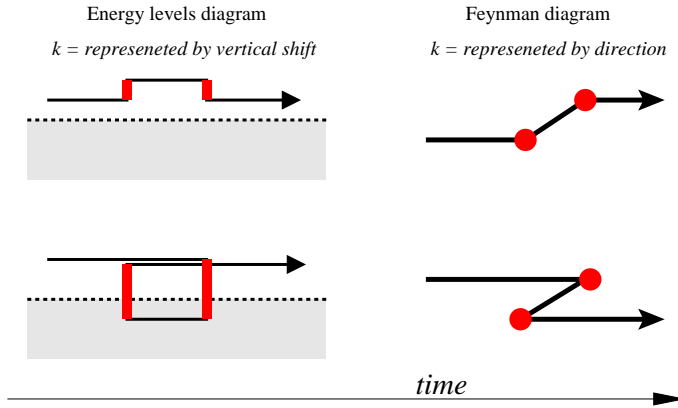 Energy levels diagram
Feynman diagram
k = represeneted by vertical shift
k = represeneted by direction
time